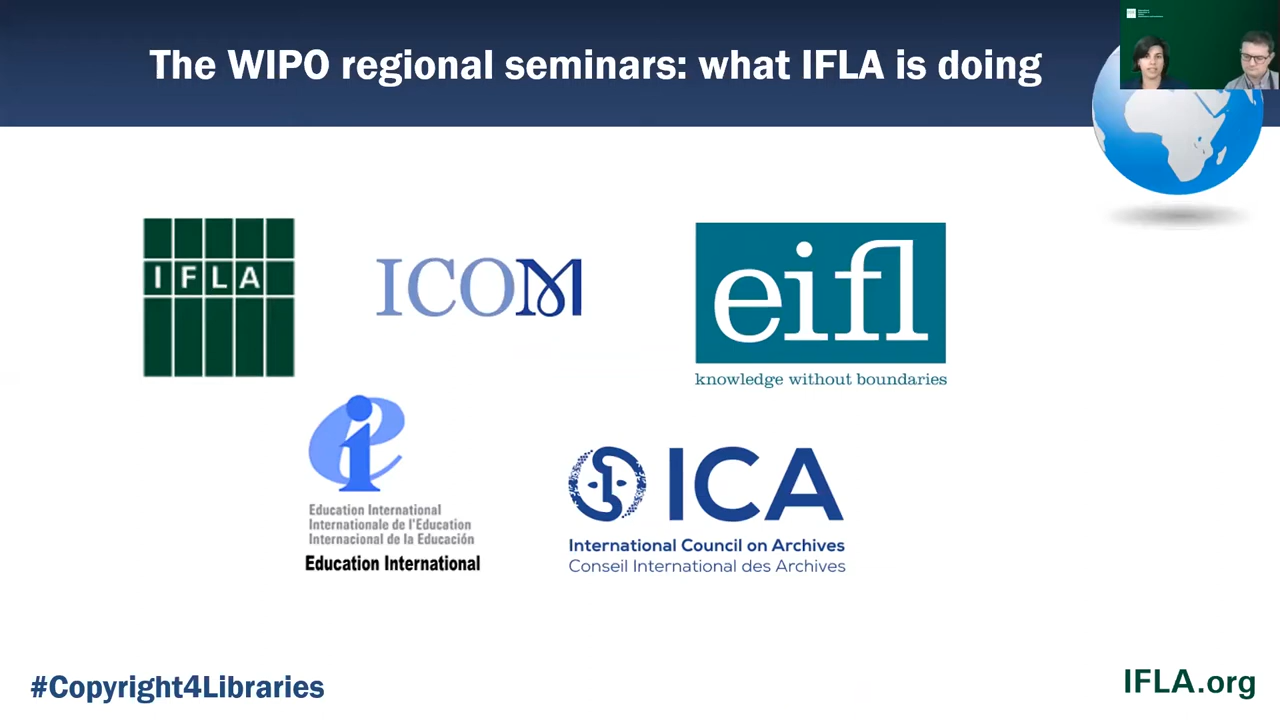 The WIPO regional seminars: what IFLA is doing
IFLA
ICOM
eifl
knowledge without boundaries
ei
Education International
Internationale de l'Education
Internacional de la Educación
Education International
ICA
International Council on Archives
Conseil International des Archives
#Copyright4Libraries
IFLA.org